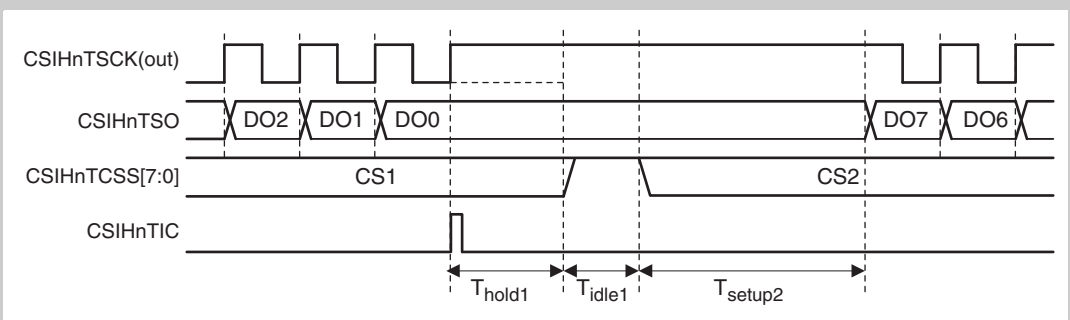 CSIHnTSCK(out)
CSIHnTSO
DO2 DO1 DO0 DO7 DO6
CSIHnTCSS[7:0]
CS1 CS2
CSIHnTIC
Thold1 Tidle1 Tsetup2